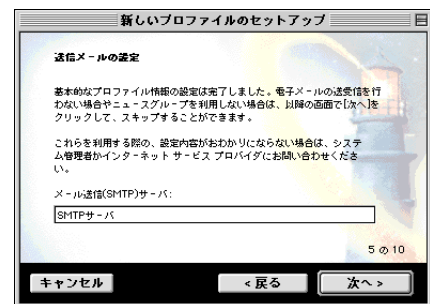 新しいプロファイルのセットアップ
送信メールの設定
基本的なプロファイル情報の設定は完了しました。電子メールの送受信を行
わない場合やニュースグループを利用しない場合は、以降の画面で[次へ]を
クリックして、スキップすることができます。
これらを利用する際の、設定内容がおわかりにならない場合は、システ
ム管理者かインターネット サービス プロバイダにお問い合わせくださ
い。
メール送信(SMTP)サーバ:
SMTPサーバ
5 の 10
キャンセル
< 戻る
次へ >